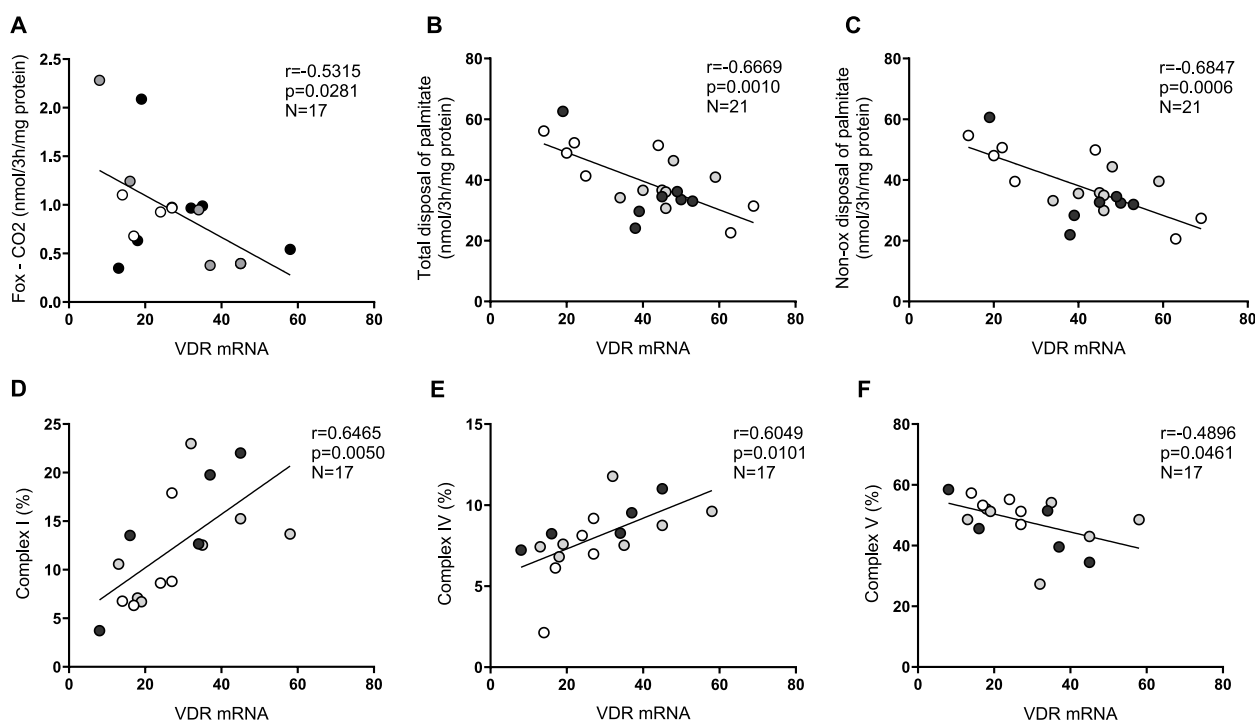 A
Fox - CO2 (nmol/3h/mg protein)
2.5
2.0
1.5
1.0
0.5
0.0
r=-0.5315
p=0.0281
N=17
0 20 40 60 80
VDR mRNA
B
Total disposal of palmitate
(nmol/3h/mg protein)
80
60
40
20
0
r=-0.6669
p=0.0010
N=21
0 20 40 60 80
VDR mRNA
C
Non-ox disposal of palmitate
(nmol/3h/mg protein)
80
60
40
20
0
r=-0.6847
p=0.0006
N=21
0 20 40 60 80
VDR mRNA
D
Complex I (%)
25
20
15
10
5
0
r=0.6465
p=0.0050
N=17
0 20 40 60 80
VDR mRNA
E
Complex IV (%)
15
10
5
0
r=0.6049
p=0.0101
N=17
0 20 40 60 80
VDR mRNA
F
Complex V (%)
80
60
40
20
0
r=-0.4896
p=0.0461
N=17
0 20 40 60 80
VDR mRNA